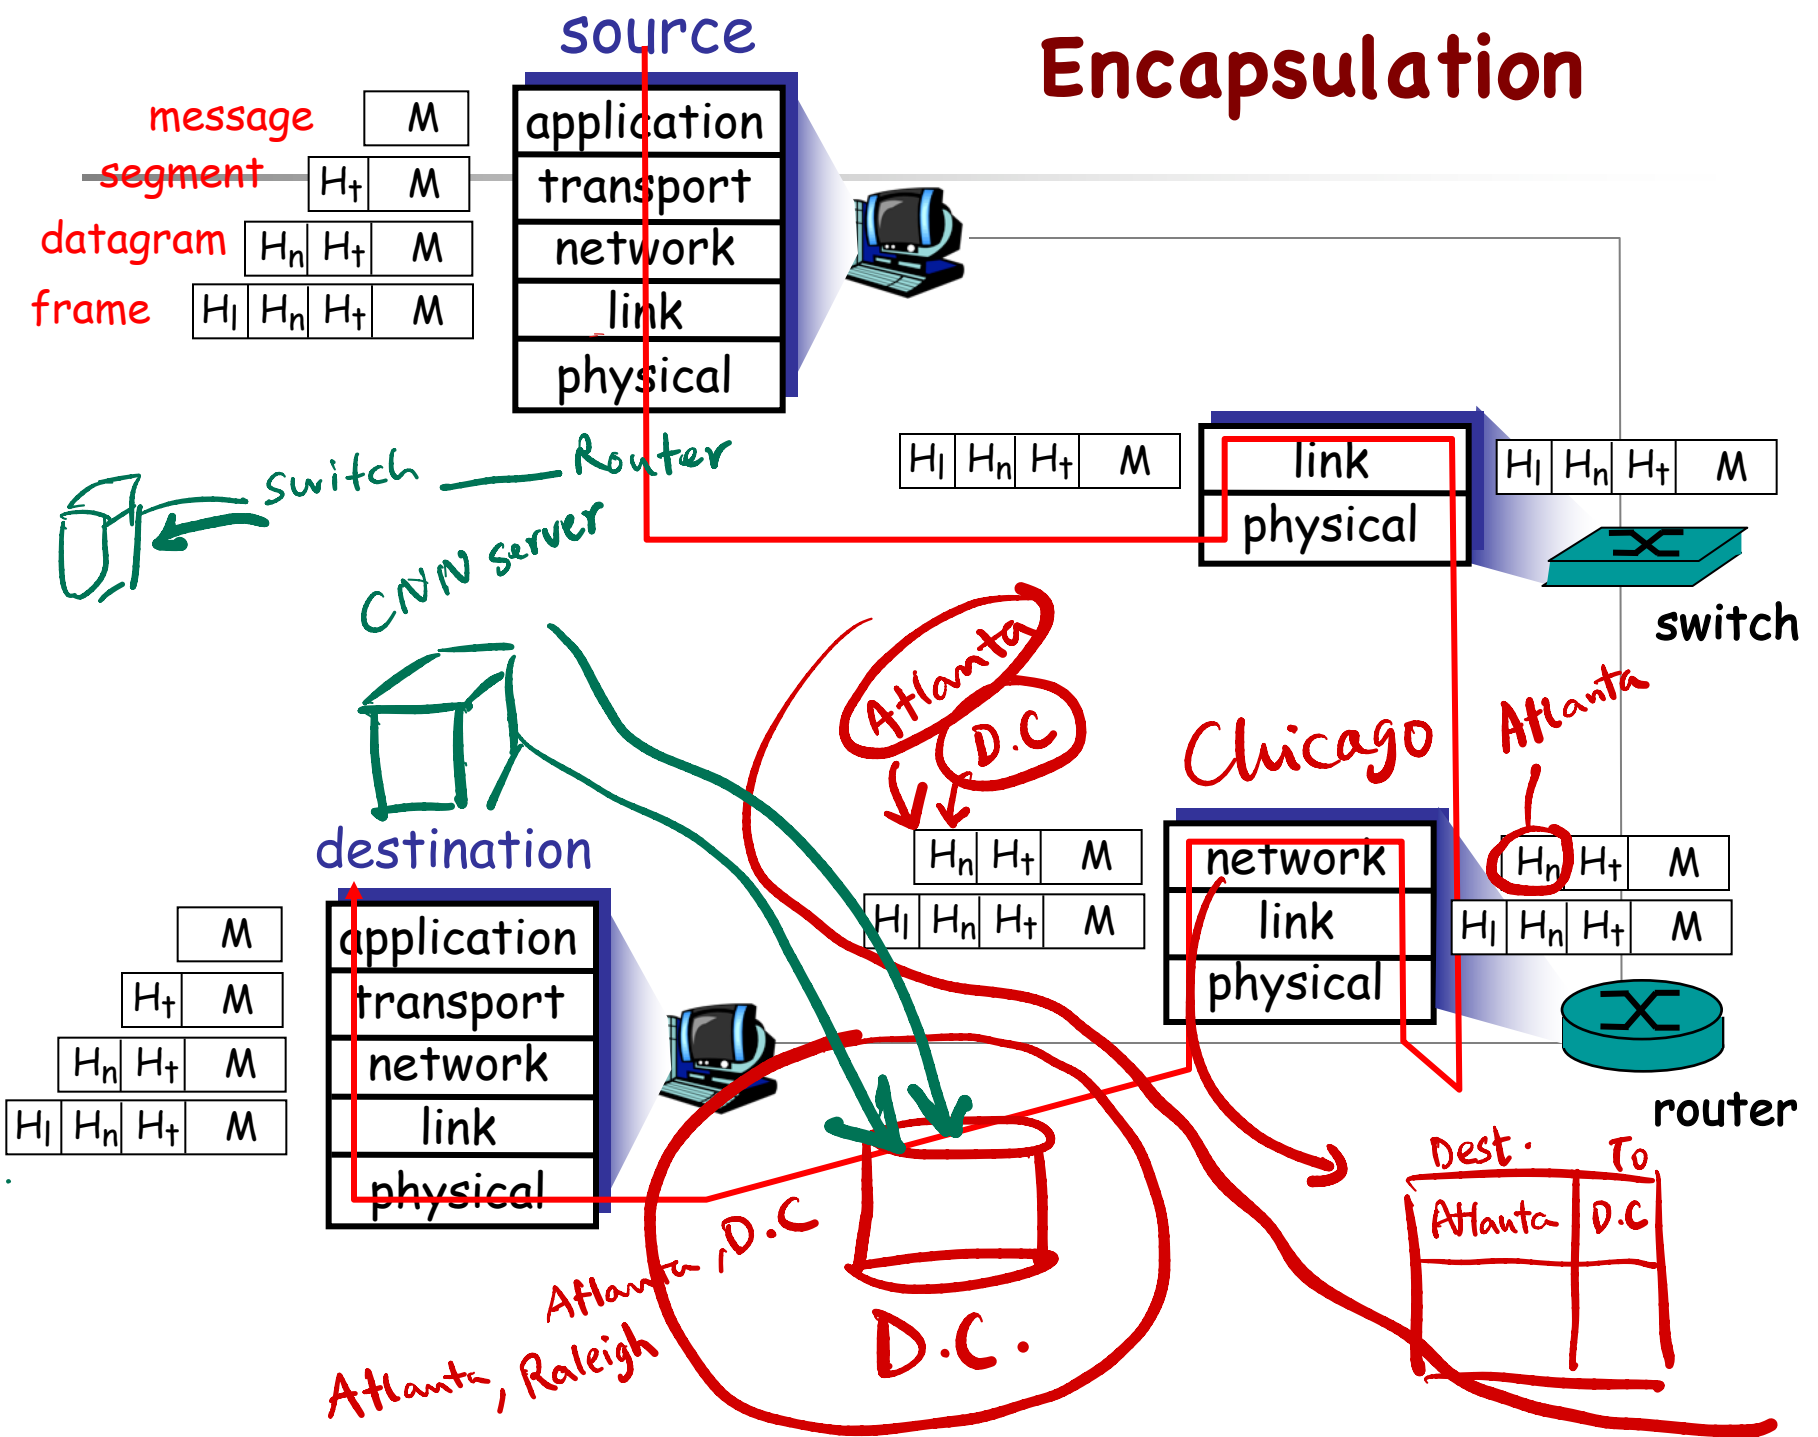 source
Encapsulation
message M
application
segment Ht M
transport
datagram Hn Ht M
network
frame Hl Hn Ht M
link
physical
Hl Hn Ht M
link
Hl Hn Ht M
physical
switch
switch Router
CNN server
Atlanta
D.C
Chicago
Atlanta
destination
Hn Ht M
network
Hn Ht M
Hl Hn Ht M
link
Hl Hn Ht M
physical
router
M
application
Ht M
transport
Hn Ht M
network
Hl Hn Ht M
link
physical
Dest. To
Atlanta D.C
Atlanta, D.C
D.C.
Atlanta, Raleigh